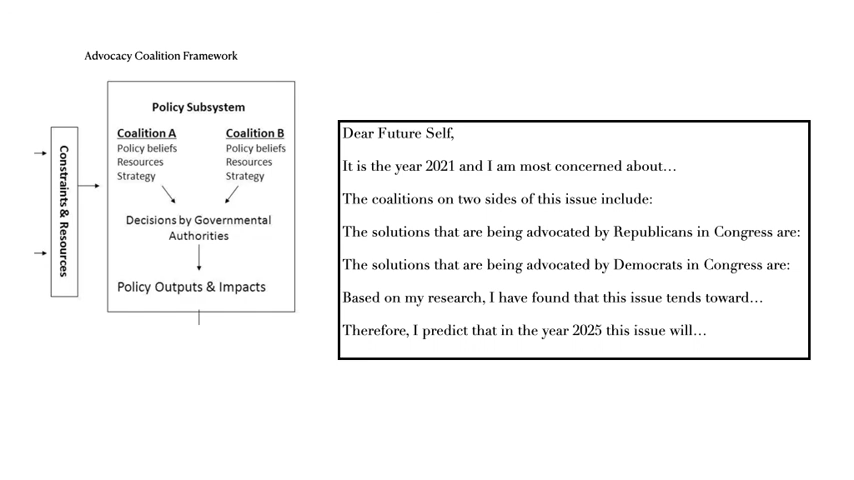 Advocacy Coalition Framework
Constraints & Resources
Policy Subsystem
Coalition A
Policy beliefs
Resources
Strategy
Coalition B
Policy beliefs
Resources
Strategy
Decisions by Governmental
Authorities
Policy Outputs & Impacts
Dear Future Self,
It is the year 2021 and I am most concerned about…
The coalitions on two sides of this issue include:
The solutions that are being advocated by Republicans in Congress are:
The solutions that are being advocated by Democrats in Congress are:
Based on my research, I have found that this issue tends toward…
Therefore, I predict that in the year 2025 this issue will…